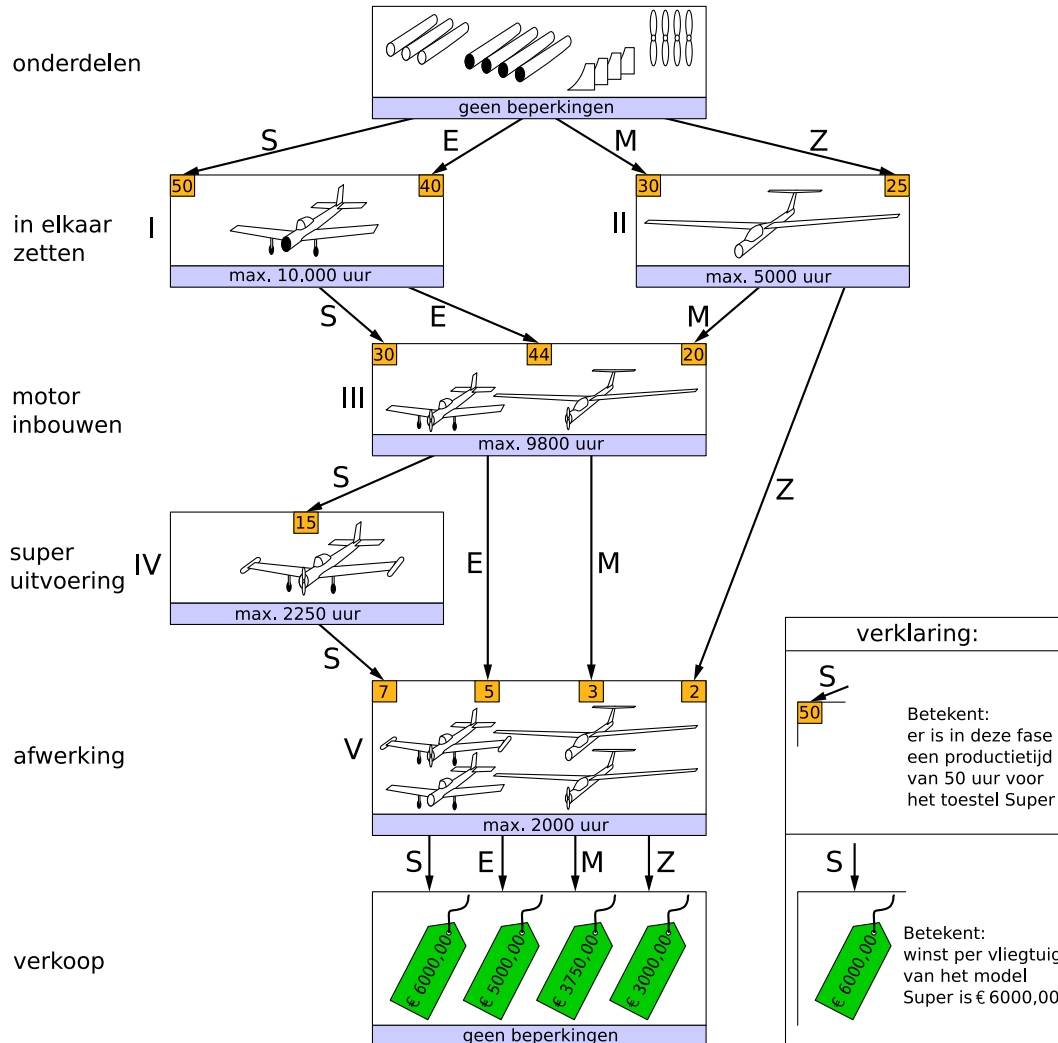 onderdelen
geen beperkingen
S E M Z
50 40 30 25
in elkaar
zetten
I
II
max. 10.000 uur
max. 5000 uur
S E M
30 44 20
motor
inbouwen
III
max. 9800 uur
S
15
E M Z
super
uitvoering
IV
max. 2250 uur
S
7 5 3 2
afwerking
V
max. 2000 uur
S E M Z
verkoop
€ 6000,00
€ 5000,00
€ 3750,00
€ 3000,00
geen beperkingen
verklaring:
S
50
Betekent:
er is in deze fase
een productietijd
van 50 uur voor
het toestel Super
S
€ 6000,00
Betekent:
winst per vliegtuig
van het model
Super is € 6000,00